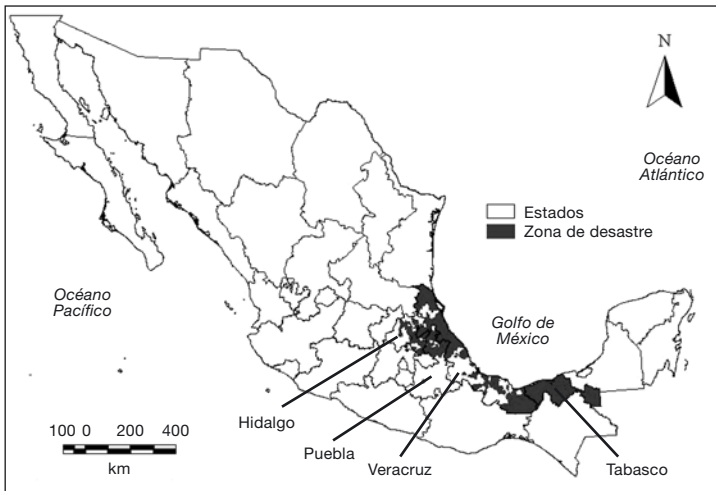 N
Océano
Atlántico
Estados
Zona de desastre
Océano
Pacífico
Golfo de
México
Hidalgo
Puebla
Veracruz
Tabasco
100 0 200 400
km